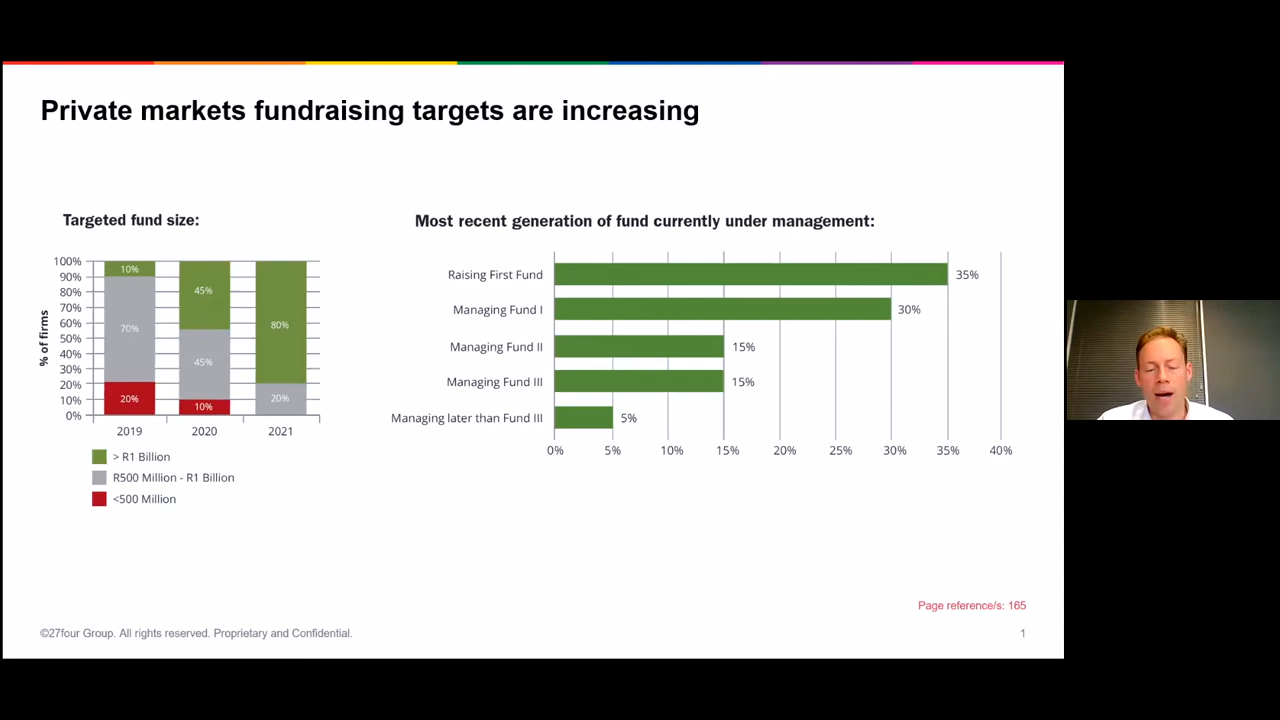 Private markets fundraising targets are increasing
Targeted fund size:
% of firms
100%
90%
80%
70%
60%
50%
40%
30%
20%
10%
0%
10%
70%
20%
45%
45%
10%
80%
20%
2019 2020 2021
> R1 Billion
R500 Million - R1 Billion
<500 Million
Most recent generation of fund currently under management:
Raising First Fund 35%
Managing Fund I 30%
Managing Fund II 15%
Managing Fund III 15%
Managing later than Fund III 5%
0% 5% 10% 15% 20% 25% 30% 35% 40%
Page reference/s: 165
©27four Group. All rights reserved. Proprietary and Confidential. 1